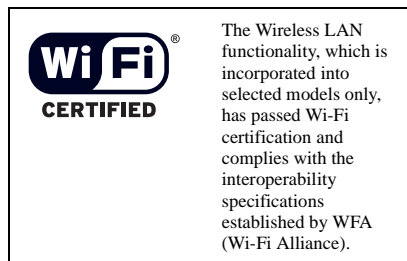 Wi Fi ®
CERTIFIED
The Wireless LAN
functionality, which is
incorporated into
selected models only,
has passed Wi-Fi
certification and
complies with the
interoperability
specifications
established by WFA
(Wi-Fi Alliance).